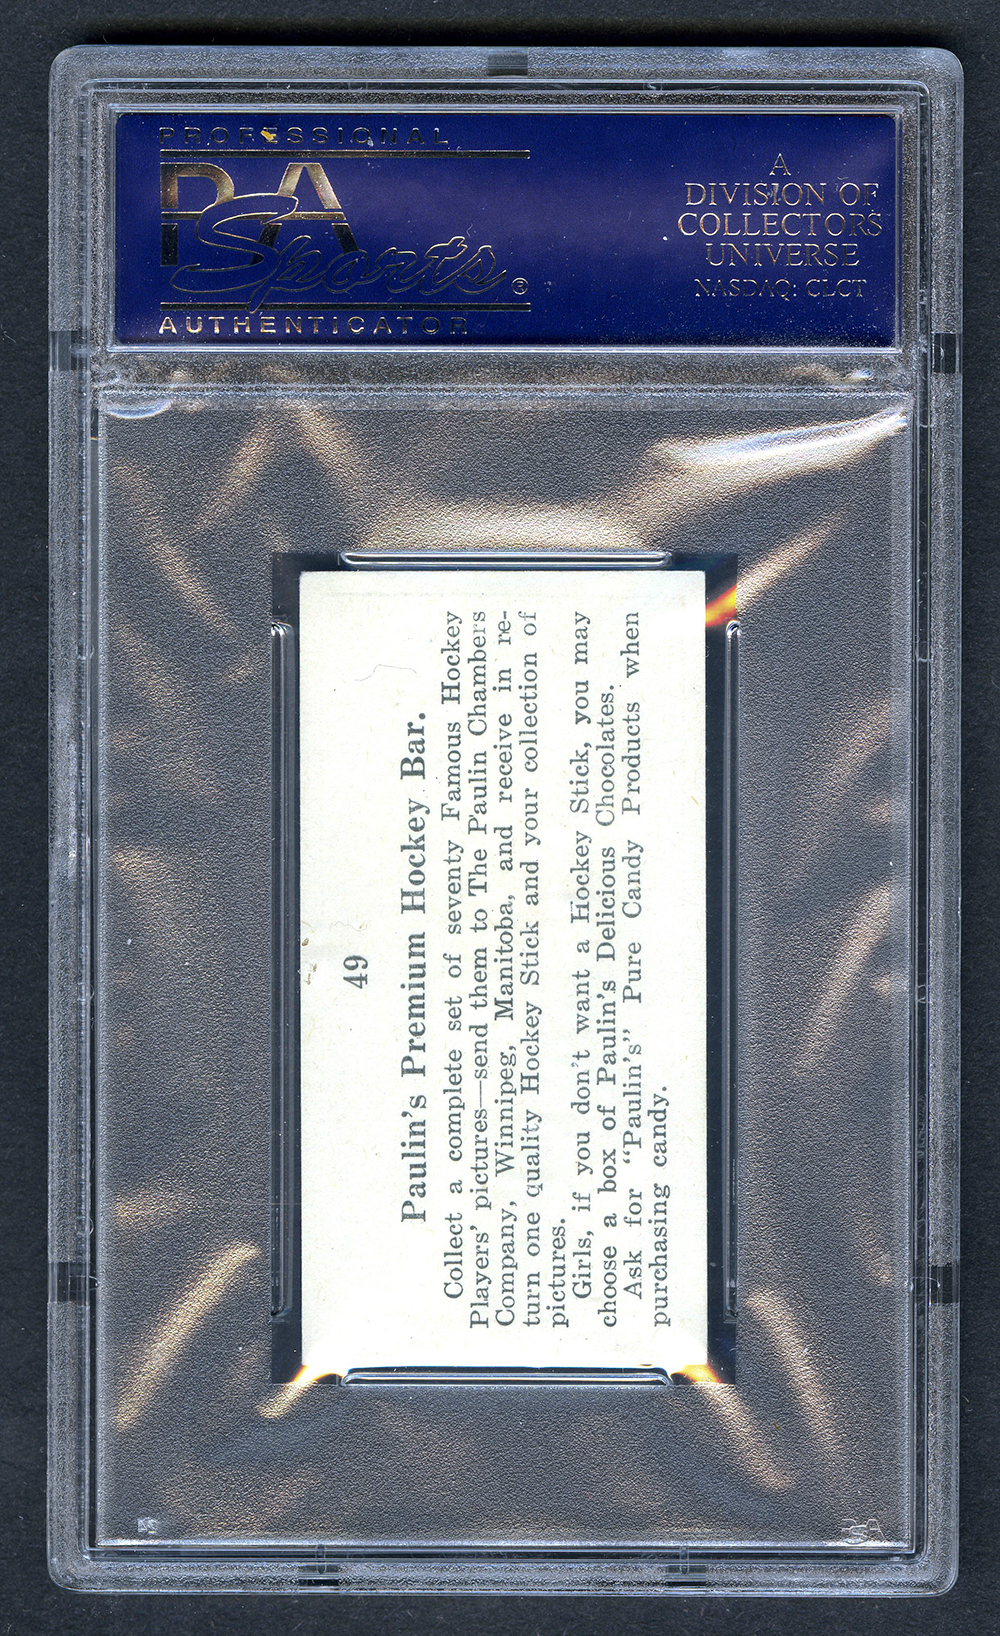 PROFESSIONAL
PSA
Sports®
AUTHENTICATOR
A
DIVISION OF
COLLECTORS
UNIVERSE
NASDAQ: CLCT
49
Paulin's Premium Hockey Bar.
Collect a complete set of seventy Famous Hockey
Players' pictures—send them to The Paulin Chambers
Company, Winnipeg, Manitoba, and receive in re-
turn one quality Hockey Stick and your collection of
pictures.
Girls, if you don't want a Hockey Stick, you may
choose a box of Paulin's Delicious Chocolates.
Ask for "Paulin's" Pure Candy Products when
purchasing candy.
PSA